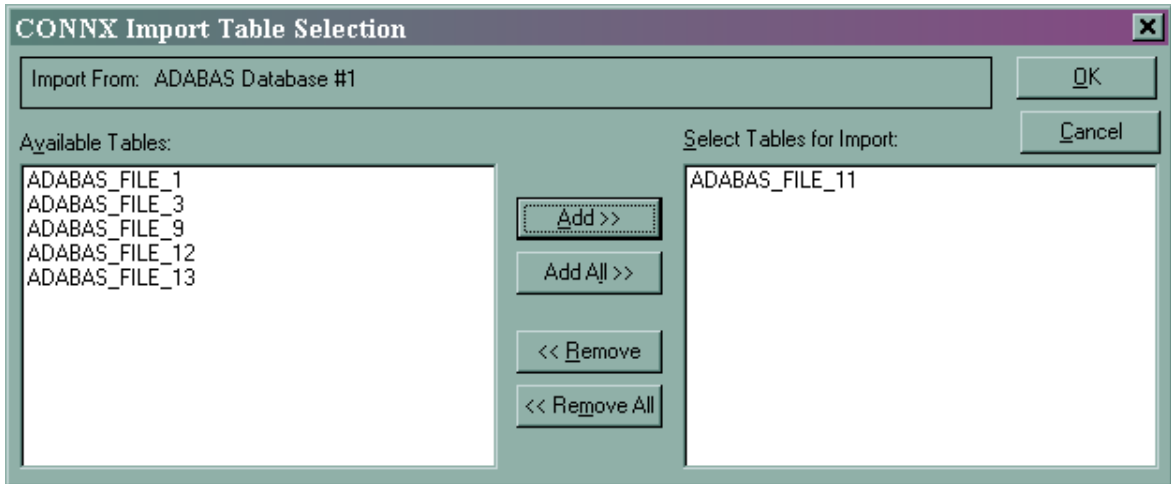 CONNX Import Table Selection
Import From: ADABAS Database #1
OK
Cancel
Available Tables:
ADABAS_FILE_1
ADABAS_FILE_3
ADABAS_FILE_9
ADABAS_FILE_12
ADABAS_FILE_13
Add >>
Add All >>
<< Remove
<< Remove All
Select Tables for Import:
ADABAS_FILE_11